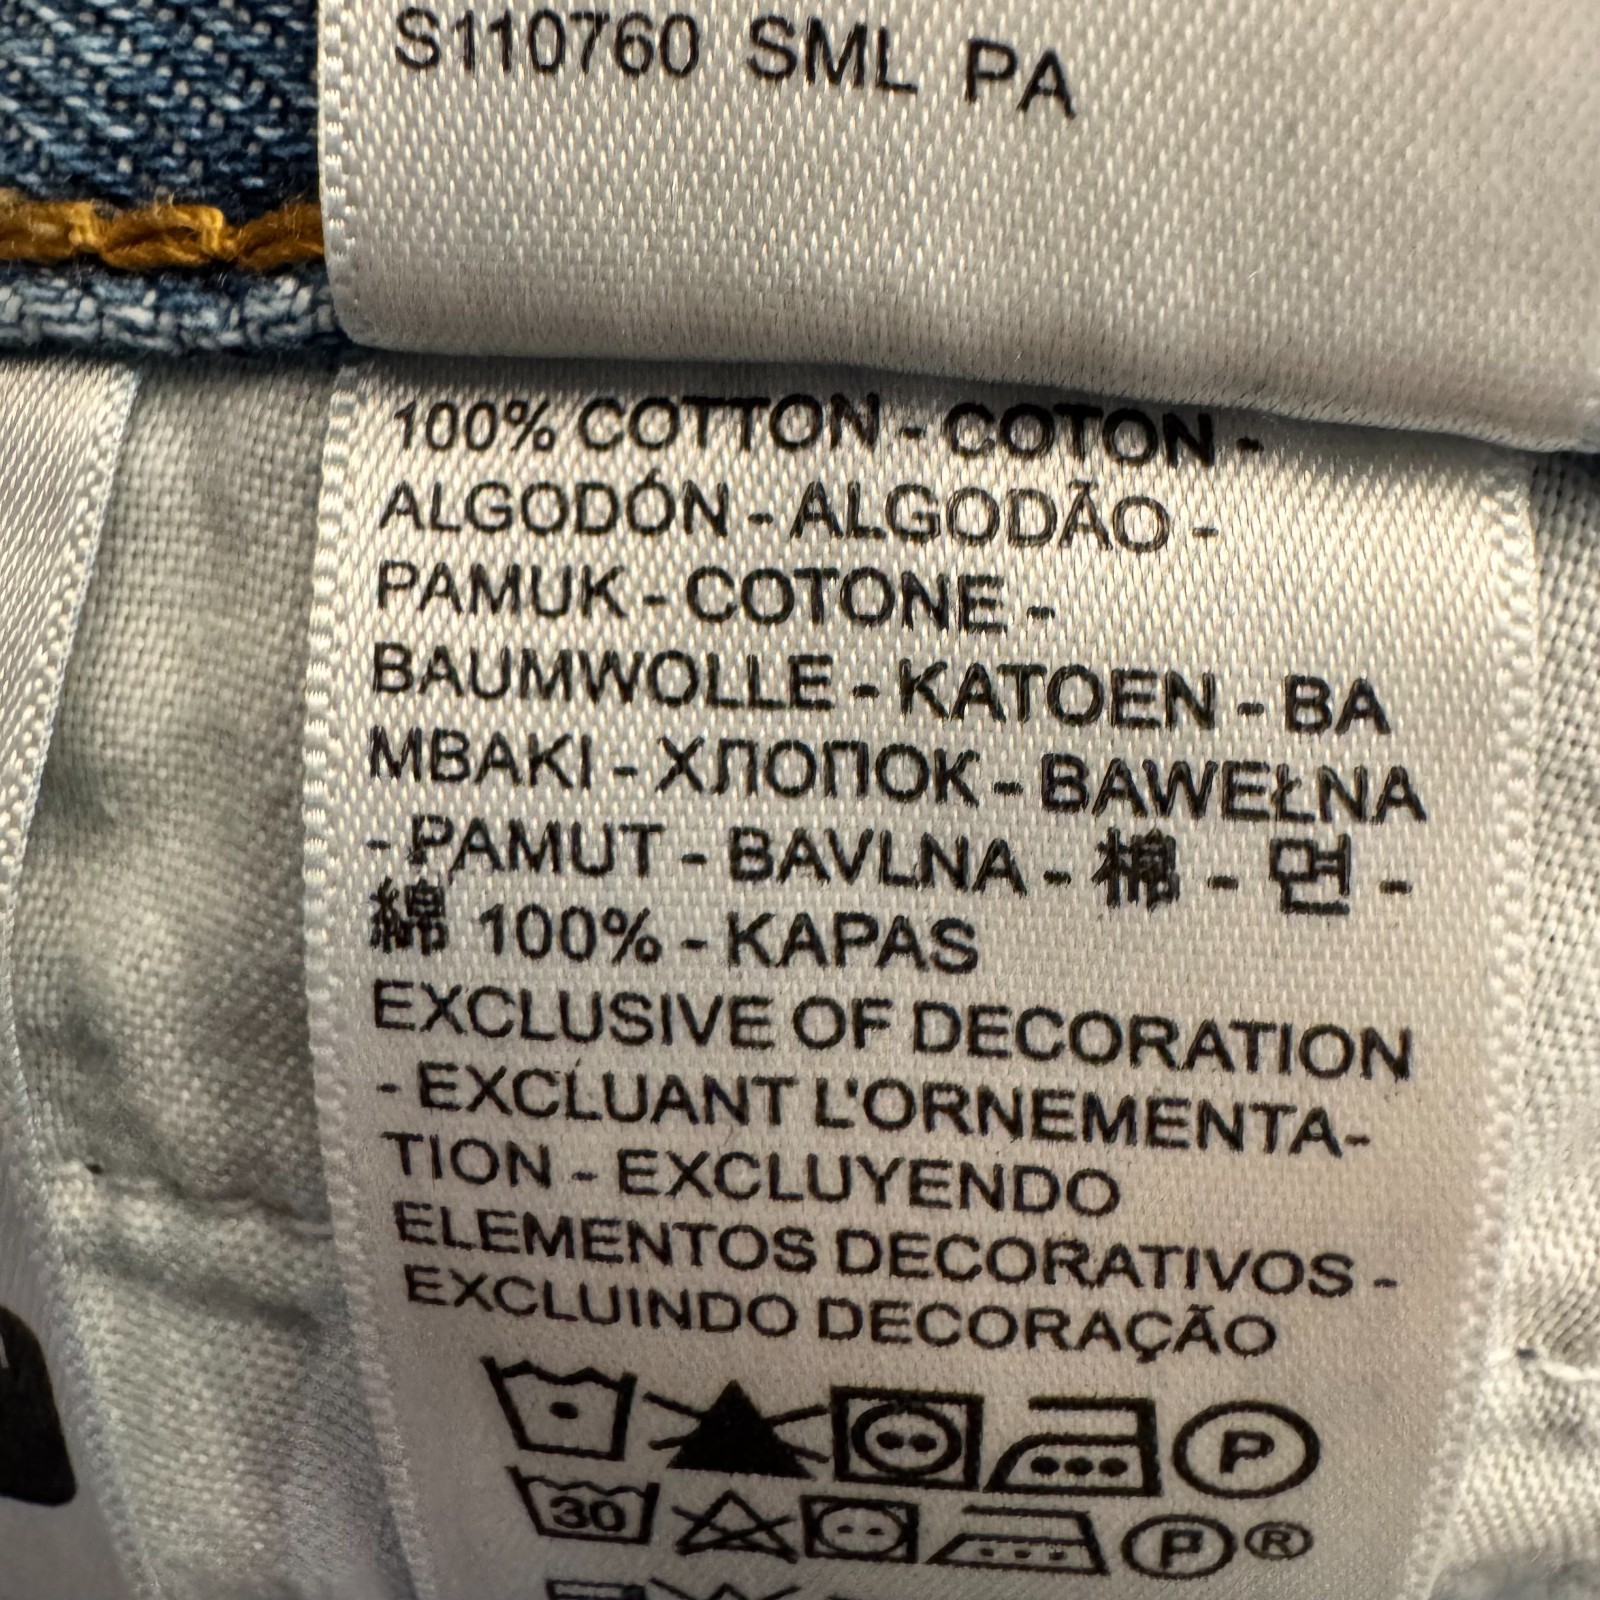 S110760 SML PA
100% COTTON - COTON -
ALGODÓN - ALGODÃO -
PAMUK - COTONE -
BAUMWOLLE - KATOEN - BA
MBAKI - ХЛОПОК - BAWEŁNA
- PAMUT - BAVLNA - 棉 - 면 -
綿 100% - KAPAS
EXCLUSIVE OF DECORATION
- EXCLUANT L'ORNEMENTA-
TION - EXCLUYENDO
ELEMENTOS DECORATIVOS -
EXCLUINDO DECORAÇÃO
P
30 P ®